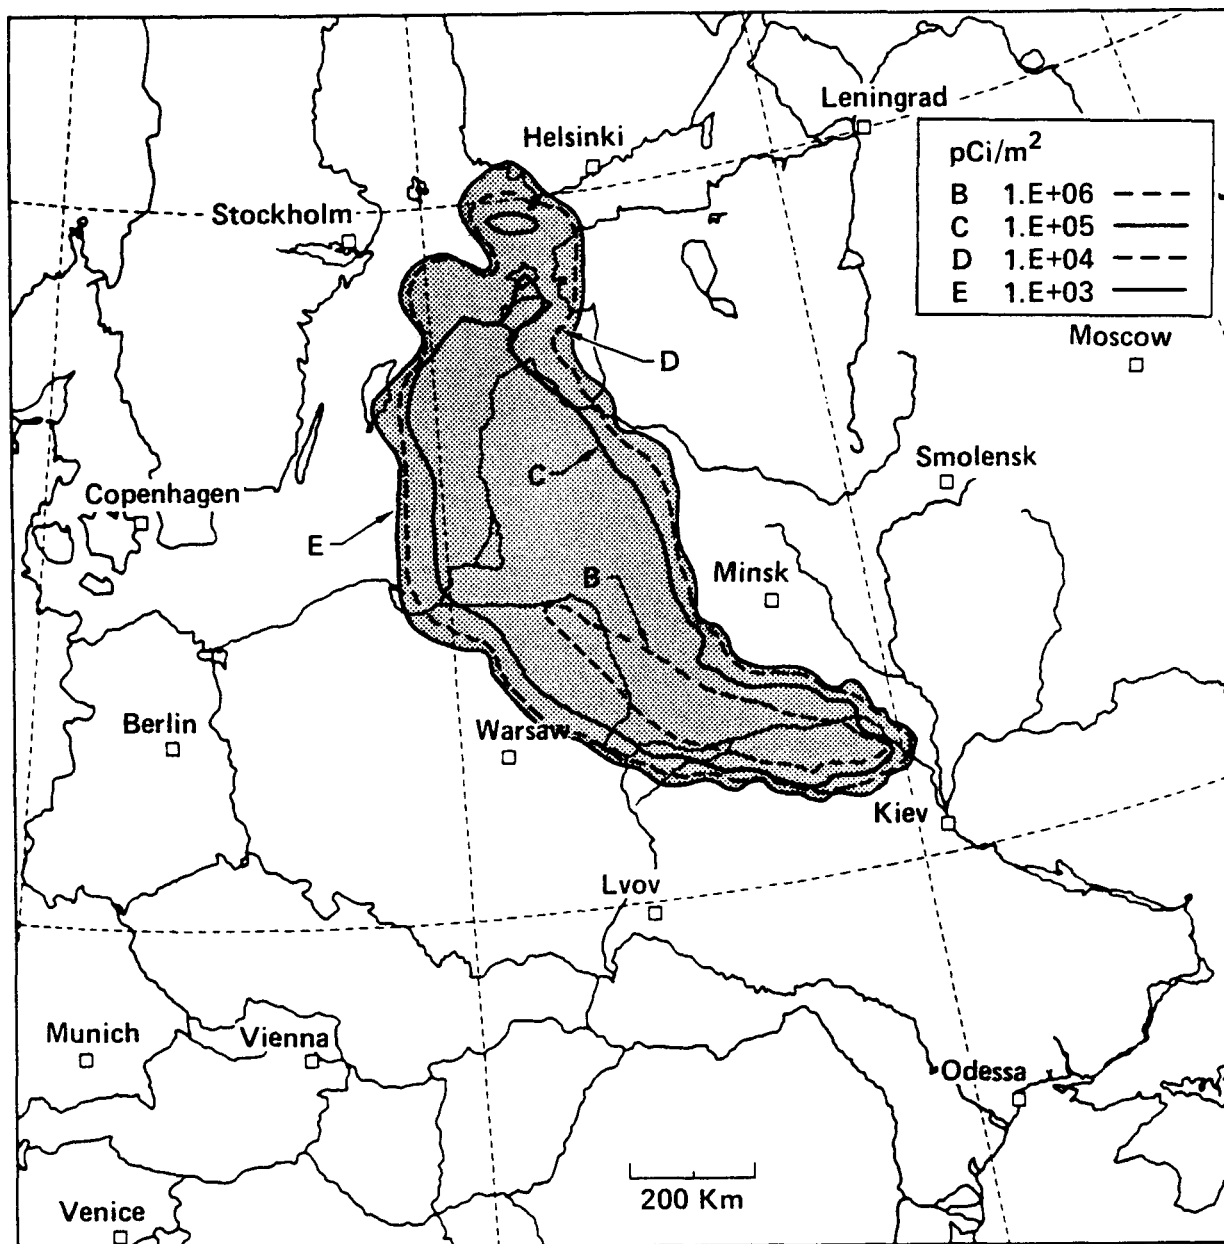 Leningrad
Helsinki
pCi/m²
B 1.E+06
C 1.E+05
D 1.E+04
E 1.E+03
Stockholm
Moscow
D
C
Smolensk
Copenhagen
E
B
Minsk
Berlin
Warsaw
Kiev
Lvov
Munich
Vienna
Odessa
200 Km
Venice